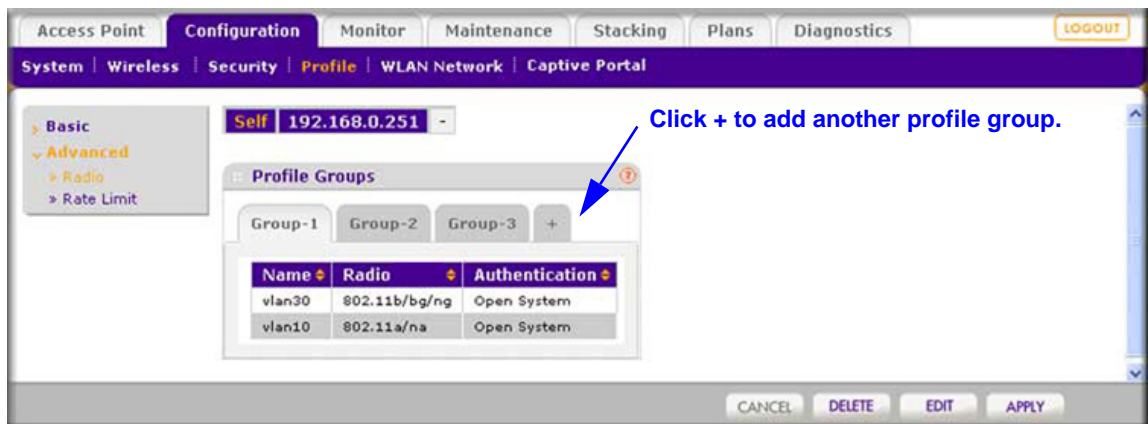 Access Point Configuration Monitor Maintenance Stacking Plans Diagnostics LOGOUT
System | Wireless | Security | Profile | WLAN Network | Captive Portal
Basic
Advanced
» Radio
» Rate Limit
Self 192.168.0.251 -
Click + to add another profile group.
Profile Groups ?
Group-1 Group-2 Group-3 +
Name Radio Authentication
vlan30 802.11b/bg/ng Open System
vlan10 802.11a/na Open System
CANCEL DELETE EDIT APPLY